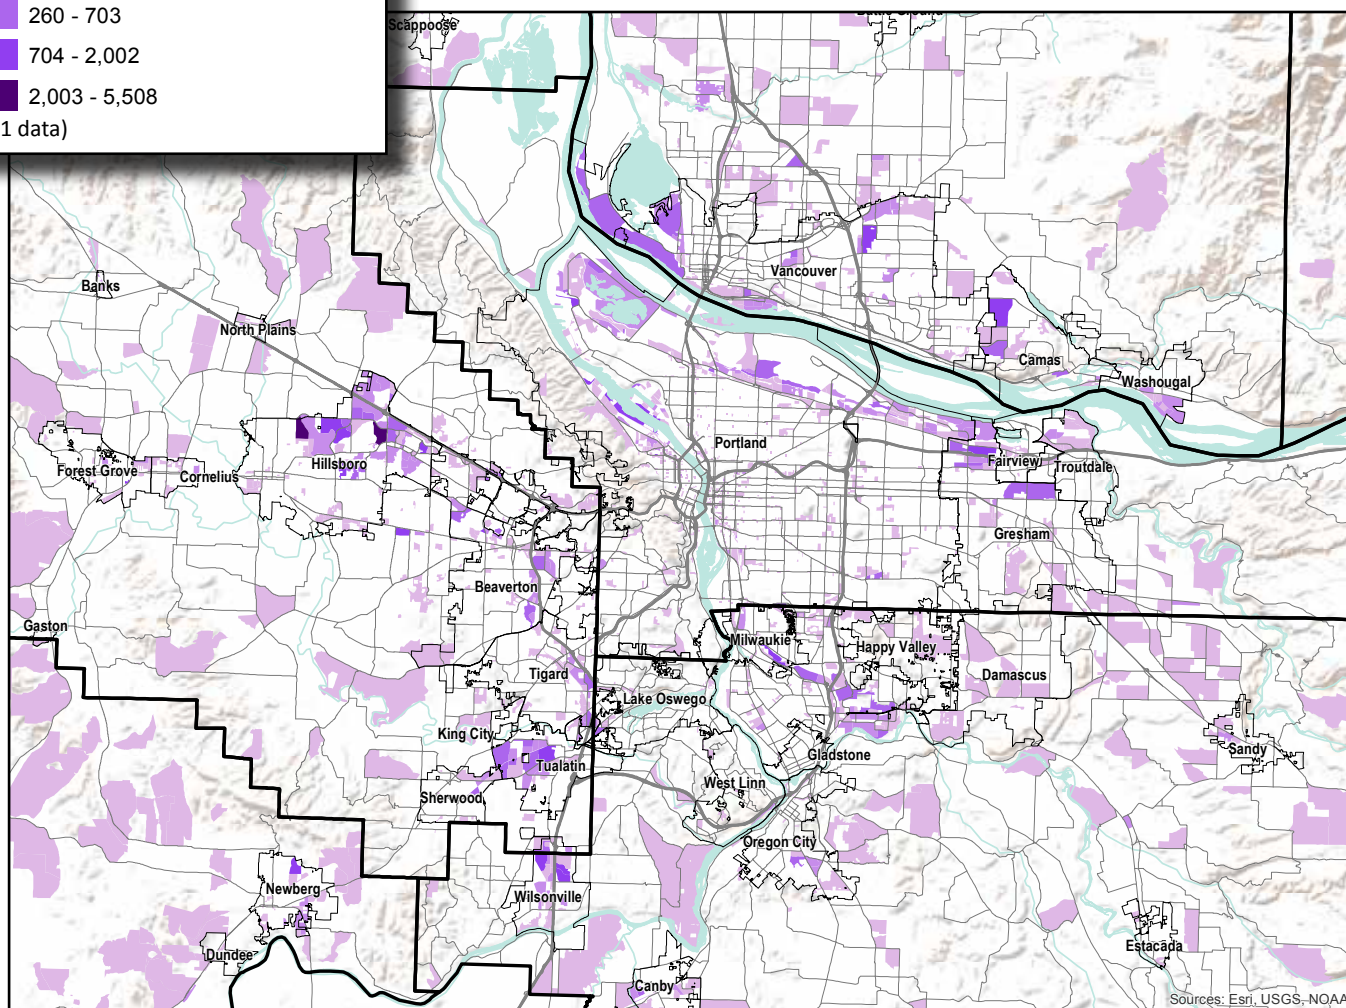 260 - 703
704 - 2,002
2,003 - 5,508
1 data)
Scappoose
Battle Ground
Vancouver
Banks
North Plains
Camas
Washougal
Portland
Hillsboro
Forest Grove
Cornelius
Fairview
Troutdale
Gresham
Beaverton
Gaston
Milwaukie
Happy Valley
Tigard
Damascus
Lake Oswego
King City
Sandy
Gladstone
Tualatin
West Linn
Sherwood
Oregon City
Newberg
Wilsonville
Estacada
Dundee
Canby
Sources: Esri, USGS, NOAA